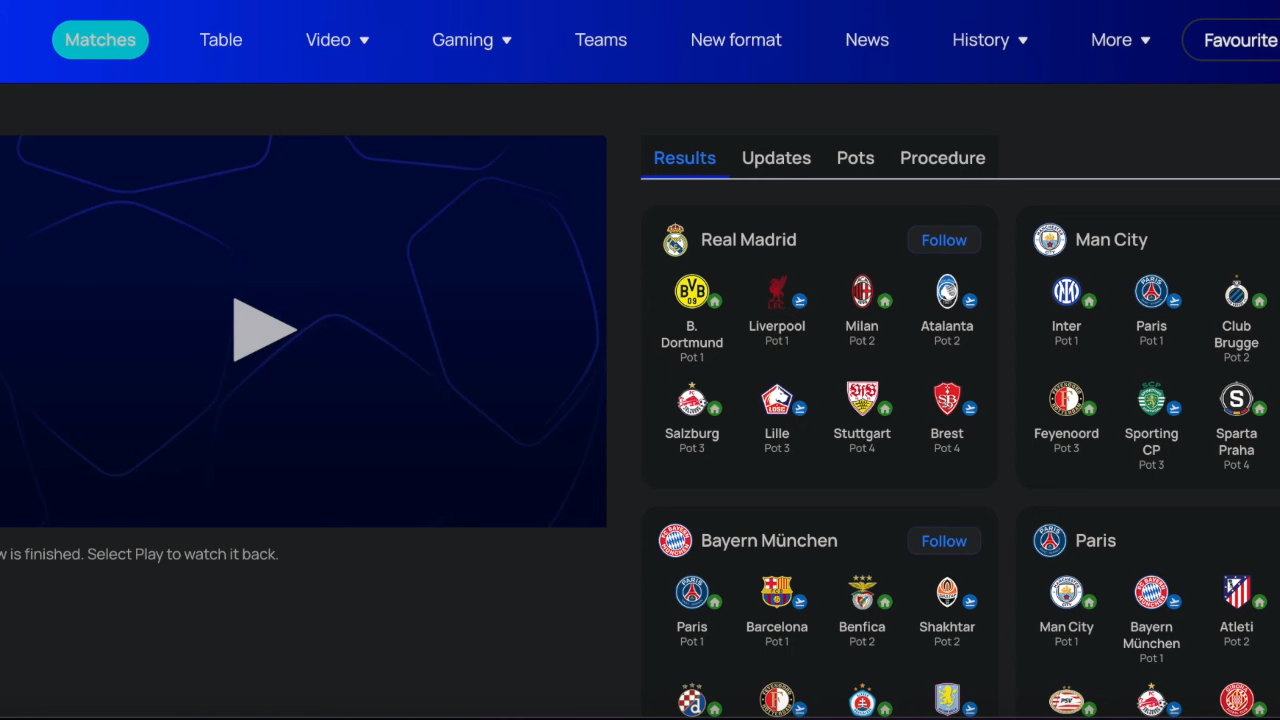 Matches
Table
Video
Gaming
Teams
New format
News
History
More
Favourite
w is finished. Select Play to watch it back.
Results
Updates
Pots
Procedure
Real Madrid
Follow
B.
Dortmund
Pot 1
Liverpool
Pot 1
Milan
Pot 2
Atalanta
Pot 2
Salzburg
Pot 3
Lille
Pot 3
Stuttgart
Pot 4
Brest
Pot 4
Man City
Inter
Pot 1
Paris
Pot 1
Club
Brugge
Pot 2
Feyenoord
Pot 3
Sporting
CP
Pot 3
Sparta
Praha
Pot 4
Bayern München
Follow
Paris
Pot 1
Barcelona
Pot 1
Benfica
Pot 2
Shakhtar
Pot 2
Paris
Man City
Pot 1
Bayern
München
Pot 1
Atleti
Pot 2